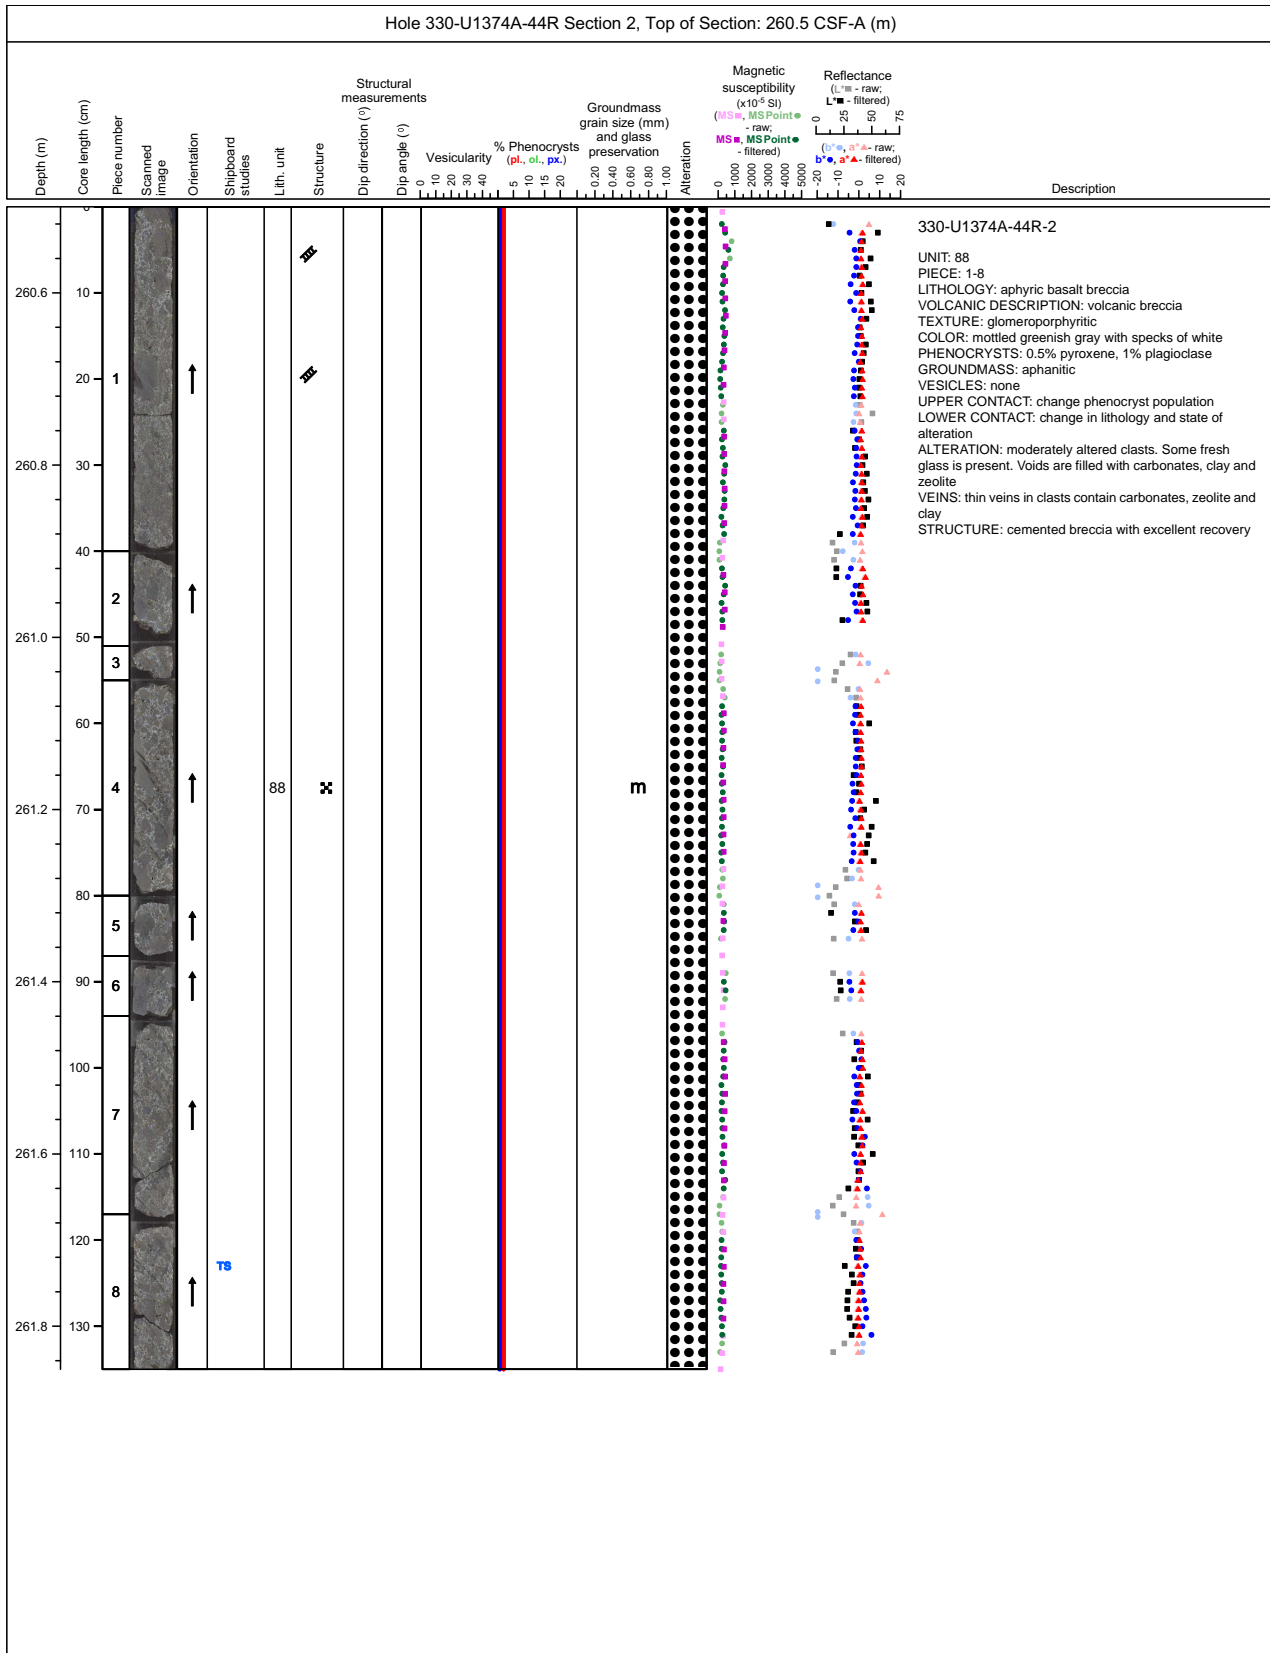 Hole 330-U1374A-44R Section 2, Top of Section: 260.5 CSF-A (m)
Depth (m)
Core length (cm)
Piece number
Scanned
image
Orientation
Shipboard
studies
Lith. unit
Structure
Structural
measurements
Dip direction (⁰)
Dip angle (⁰)
Vesicularity
0 10 20 30 40
% Phenocrysts
(pl., ol., px.)
5 10 15 20
Groundmass
grain size (mm)
and glass
preservation
0.20 0.40 0.60 0.80 1.00
Alteration
Magnetic
susceptibility
(x10⁻⁵ SI)
(MS■, MSPoint●
- raw;
MS■, MSPoint●
- filtered)
0 1000 2000 3000 4000 5000
Reflectance
(L*■ - raw;
L*■ - filtered)
0 25 50 75
(b*●, a*▲- raw;
b*●, a*▲- filtered)
-20 -10 0 10 20
Description
330-U1374A-44R-2
UNIT: 88
PIECE: 1-8
LITHOLOGY: aphyric basalt breccia
VOLCANIC DESCRIPTION: volcanic breccia
TEXTURE: glomeroporphyritic
COLOR: mottled greenish gray with specks of white
PHENOCRYSTS: 0.5% pyroxene, 1% plagioclase
GROUNDMASS: aphanitic
VESICLES: none
UPPER CONTACT: change phenocryst population
LOWER CONTACT: change in lithology and state of
alteration
ALTERATION: moderately altered clasts. Some fresh
glass is present. Voids are filled with carbonates, clay and
zeolite
VEINS: thin veins in clasts contain carbonates, zeolite and
clay
STRUCTURE: cemented breccia with excellent recovery
260.6
260.8
261.0
261.2
261.4
261.6
261.8
0
10
20
30
40
50
60
70
80
90
100
110
120
130
1
2
3
4
5
6
7
8
TS
88
m